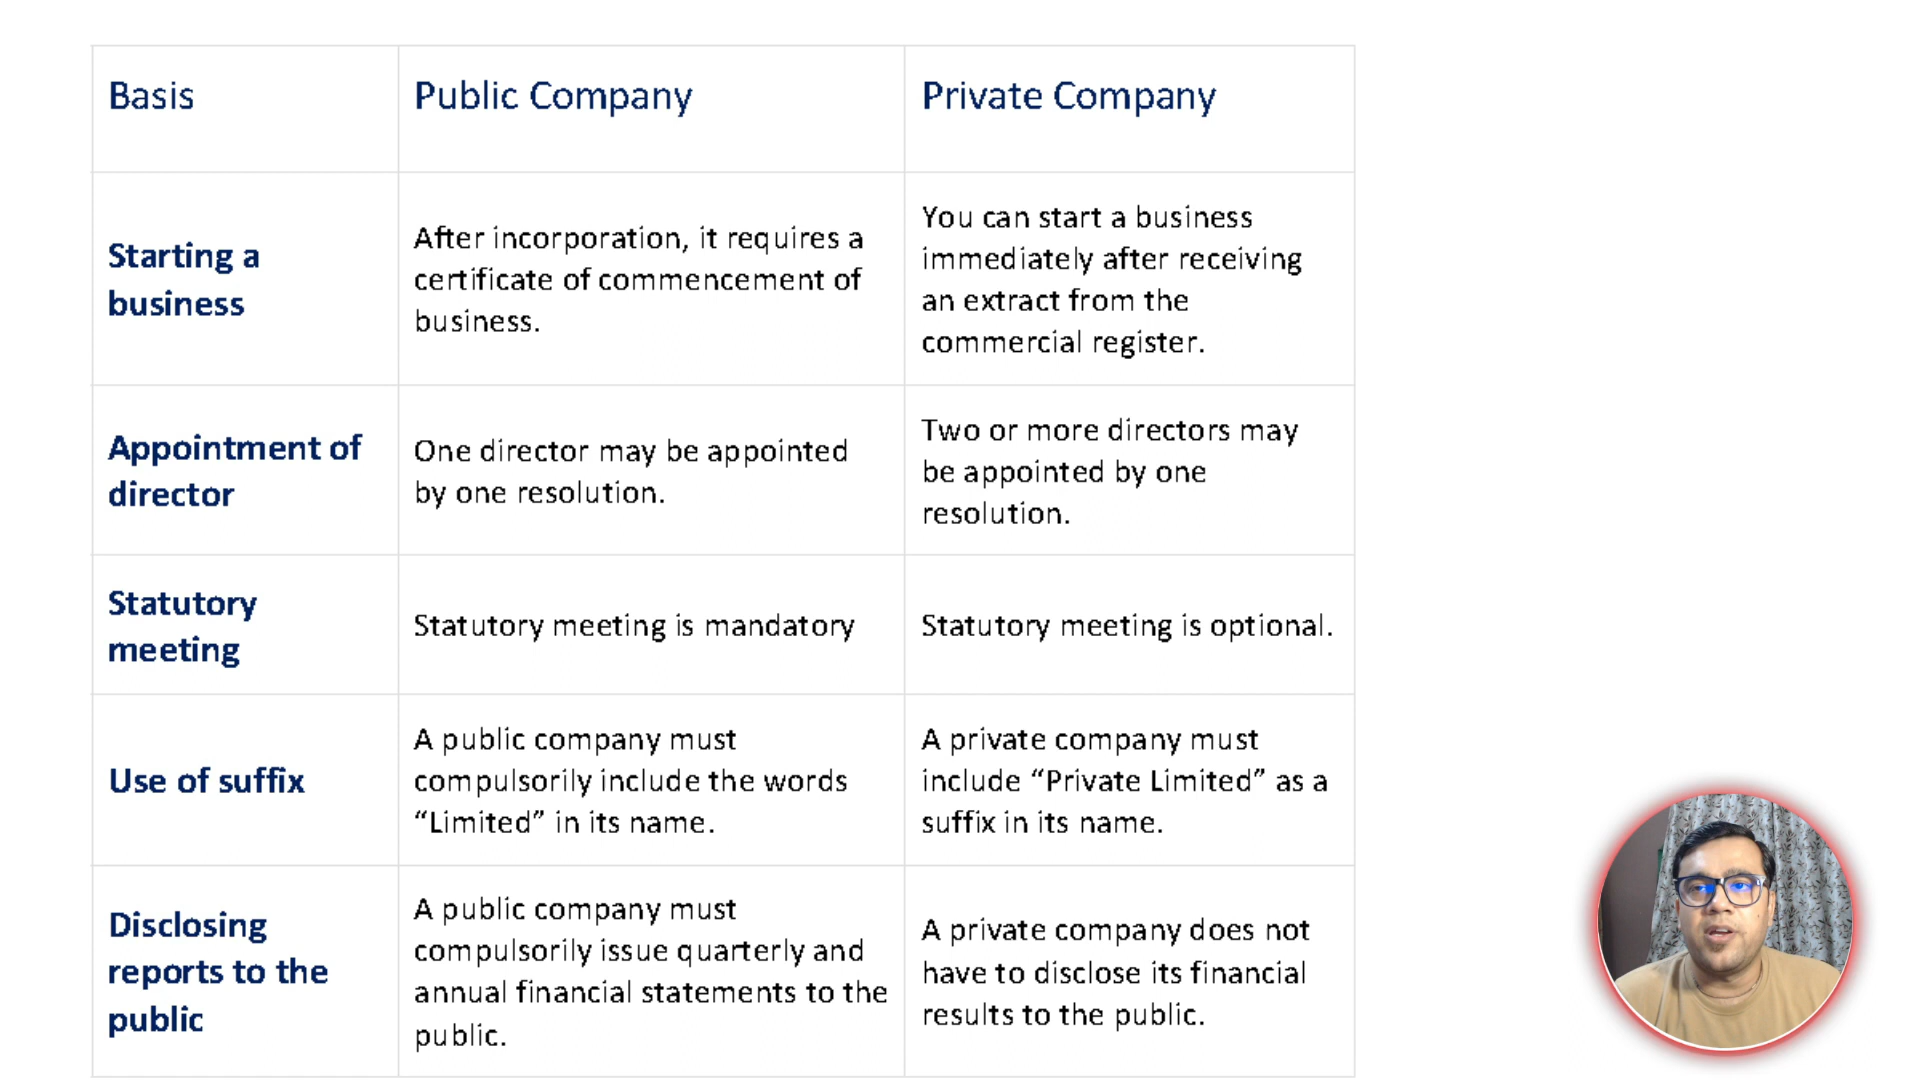 Basis
Public Company
Private Company
Starting a
business
After incorporation, it requires a
certificate of commencement of
business.
You can start a business
immediately after receiving
an extract from the
commercial register.
Appointment of
director
One director may be appointed
by one resolution.
Two or more directors may
be appointed by one
resolution.
Statutory
meeting
Statutory meeting is mandatory
Statutory meeting is optional.
Use of suffix
A public company must
compulsorily include the words
“Limited” in its name.
A private company must
include “Private Limited” as a
suffix in its name.
Disclosing
reports to the
public
A public company must
compulsorily issue quarterly and
annual financial statements to the
public.
A private company does not
have to disclose its financial
results to the public.